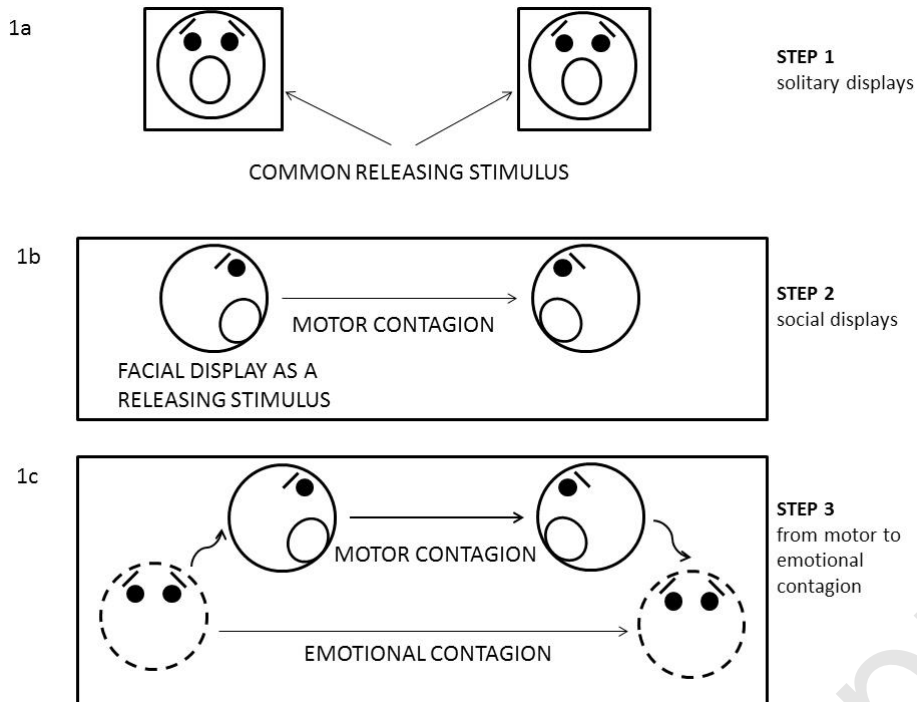 1a
STEP 1
solitary displays
COMMON RELEASING STIMULUS
1b
STEP 2
social displays
MOTOR CONTAGION
FACIAL DISPLAY AS A
RELEASING STIMULUS
1c
STEP 3
from motor to
emotional
contagion
MOTOR CONTAGION
EMOTIONAL CONTAGION